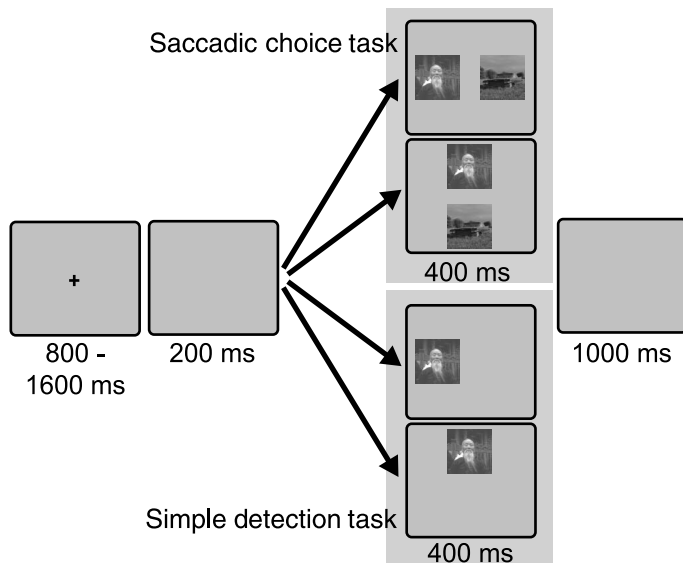 Saccadic choice task
400 ms
+
800 -
1600 ms
200 ms
1000 ms
Simple detection task
400 ms